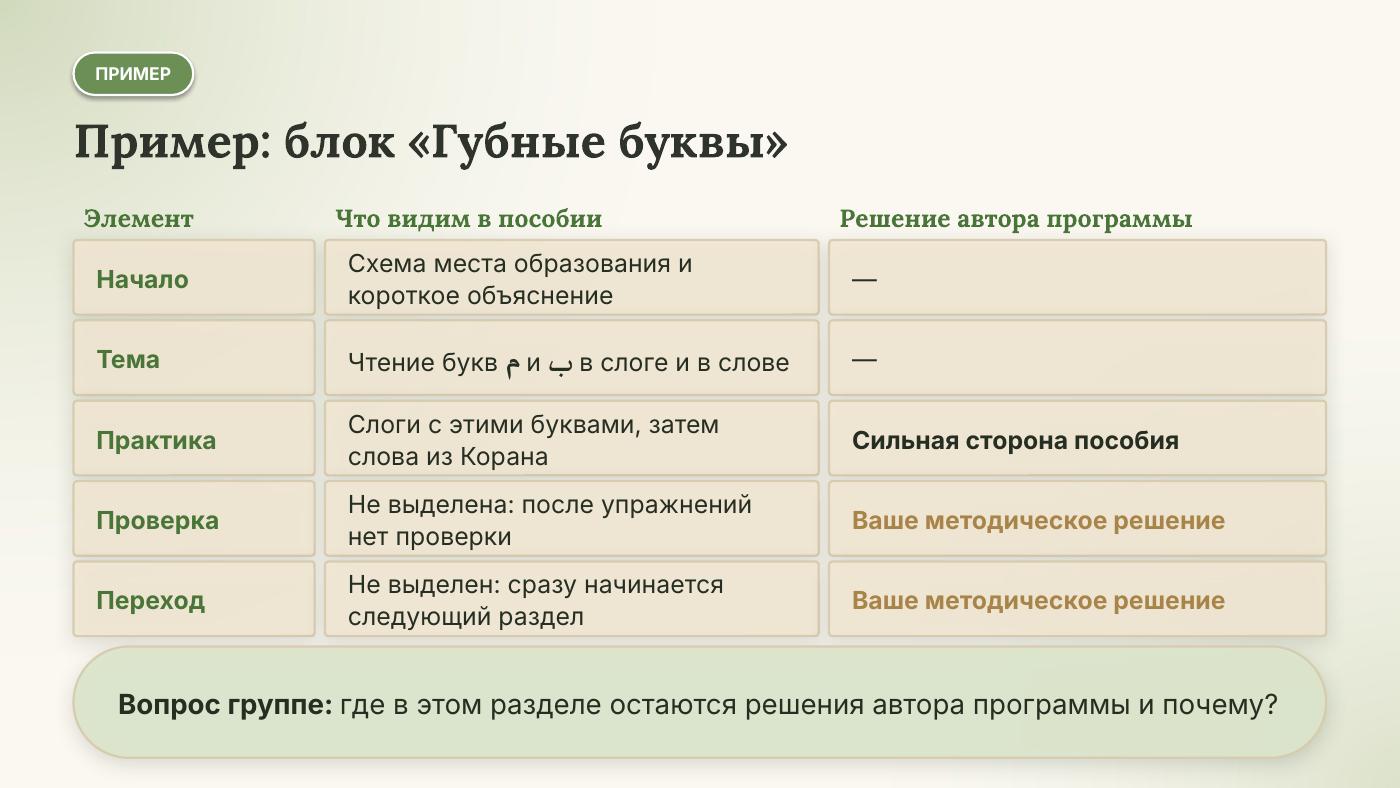 ПРИМЕР
Пример: блок «Губные буквы»
Элемент
Что видим в пособии
Решение автора программы
Начало
Схема места образования и
короткое объяснение
—
Тема
Чтение букв م и ب в слоге и в слове
—
Практика
Слоги с этими буквами, затем
слова из Корана
Сильная сторона пособия
Проверка
Не выделена: после упражнений
нет проверки
Ваше методическое решение
Переход
Не выделен: сразу начинается
следующий раздел
Ваше методическое решение
Вопрос группе: где в этом разделе остаются решения автора программы и почему?